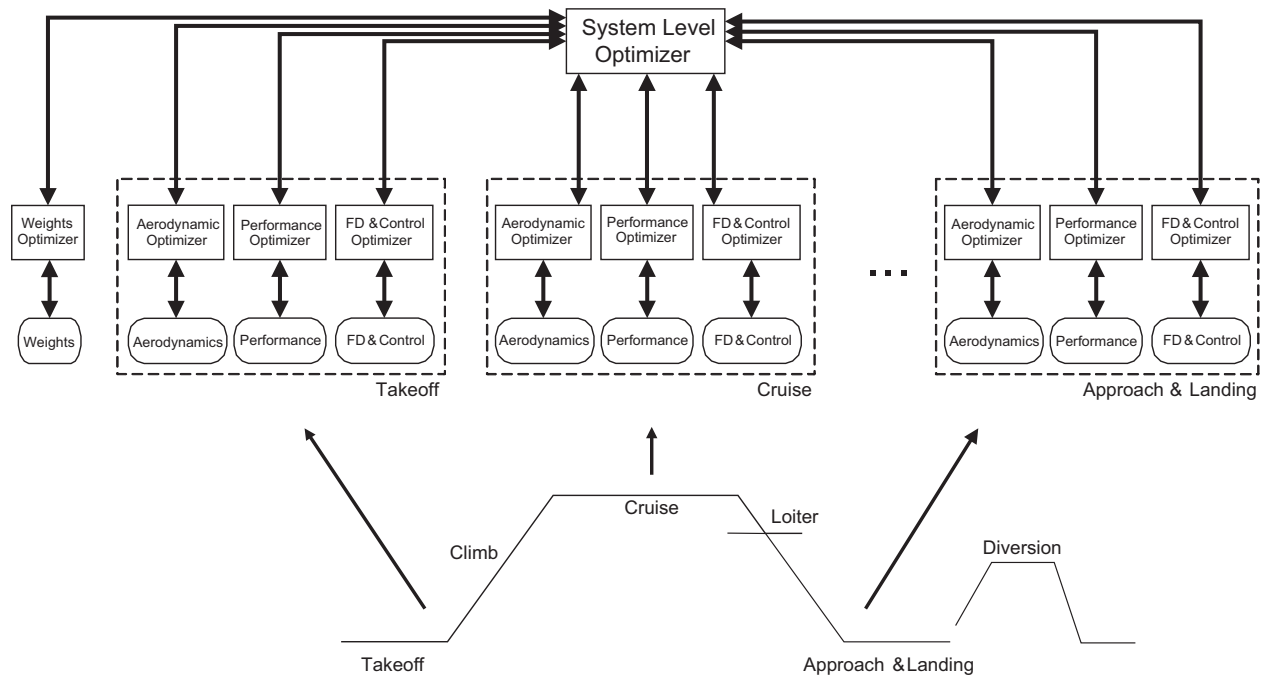 System Level
Optimizer
Weights
Optimizer
Aerodynamic
Optimizer
Performance
Optimizer
FD & Control
Optimizer
Aerodynamic
Optimizer
Performance
Optimizer
FD & Control
Optimizer
Aerodynamic
Optimizer
Performance
Optimizer
FD & Control
Optimizer
Weights
Aerodynamics
Performance
FD & Control
Aerodynamics
Performance
FD & Control
Aerodynamics
Performance
FD & Control
Takeoff
Cruise
Approach & Landing
Cruise
Loiter
Climb
Diversion
Takeoff
Approach & Landing